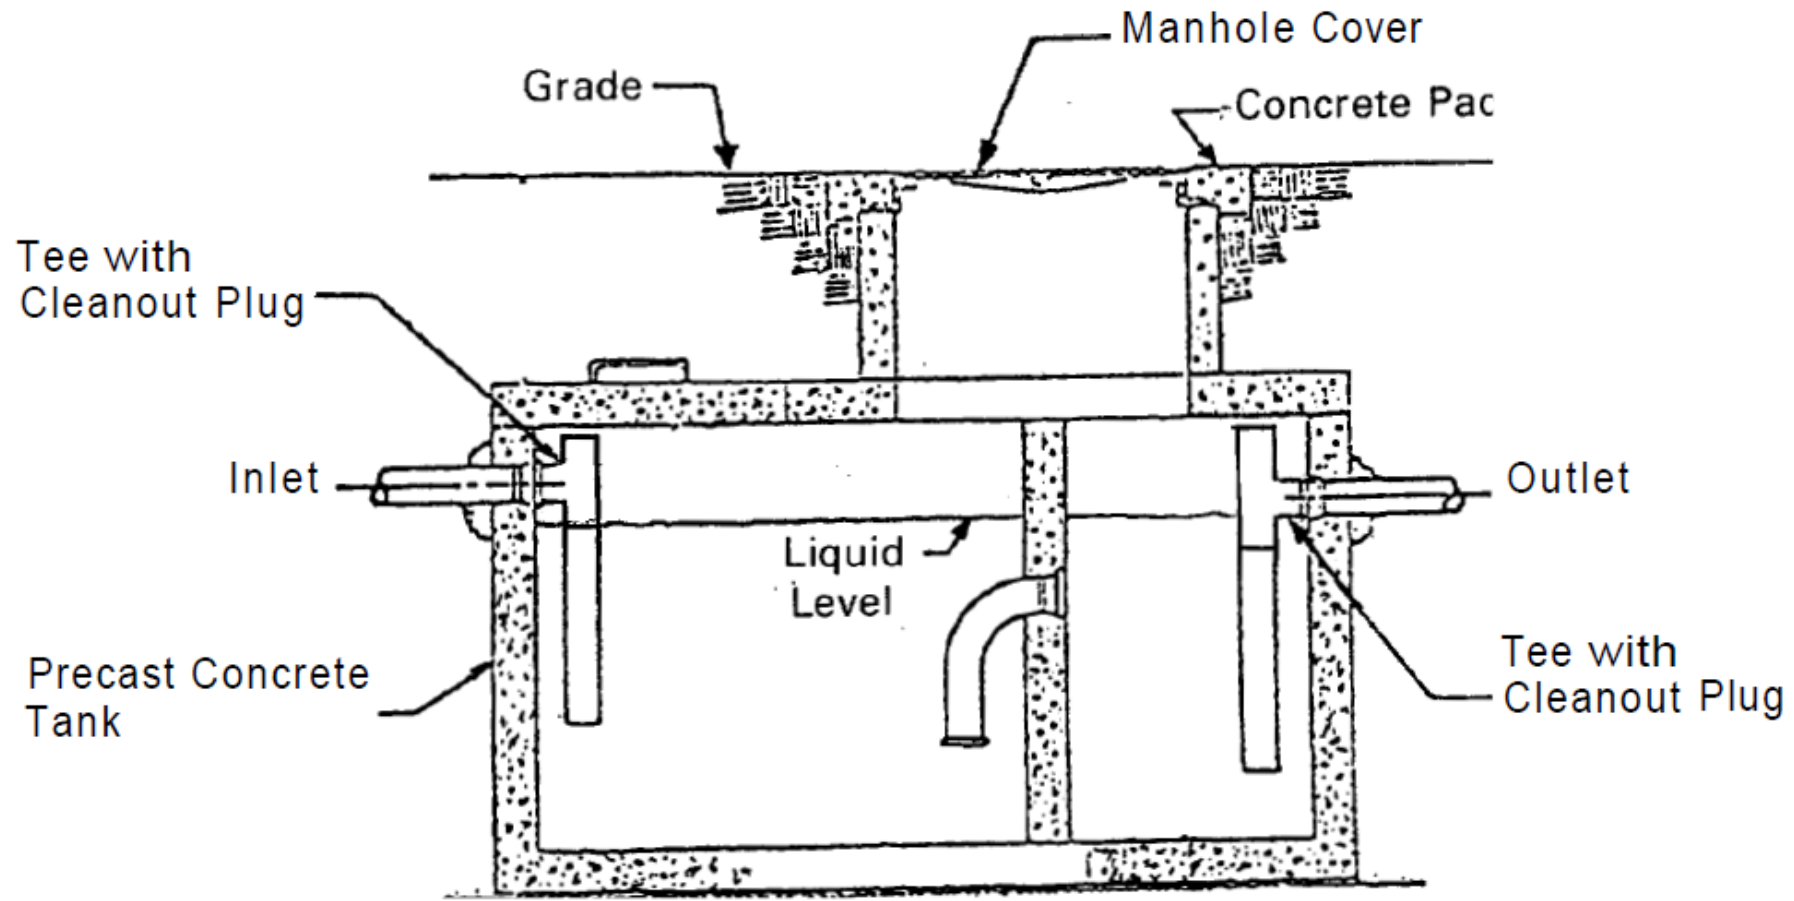 Manhole Cover
Grade
Concrete Pac
Tee with
Cleanout Plug
Inlet
Outlet
Liquid
Level
Precast Concrete
Tank
Tee with
Cleanout Plug